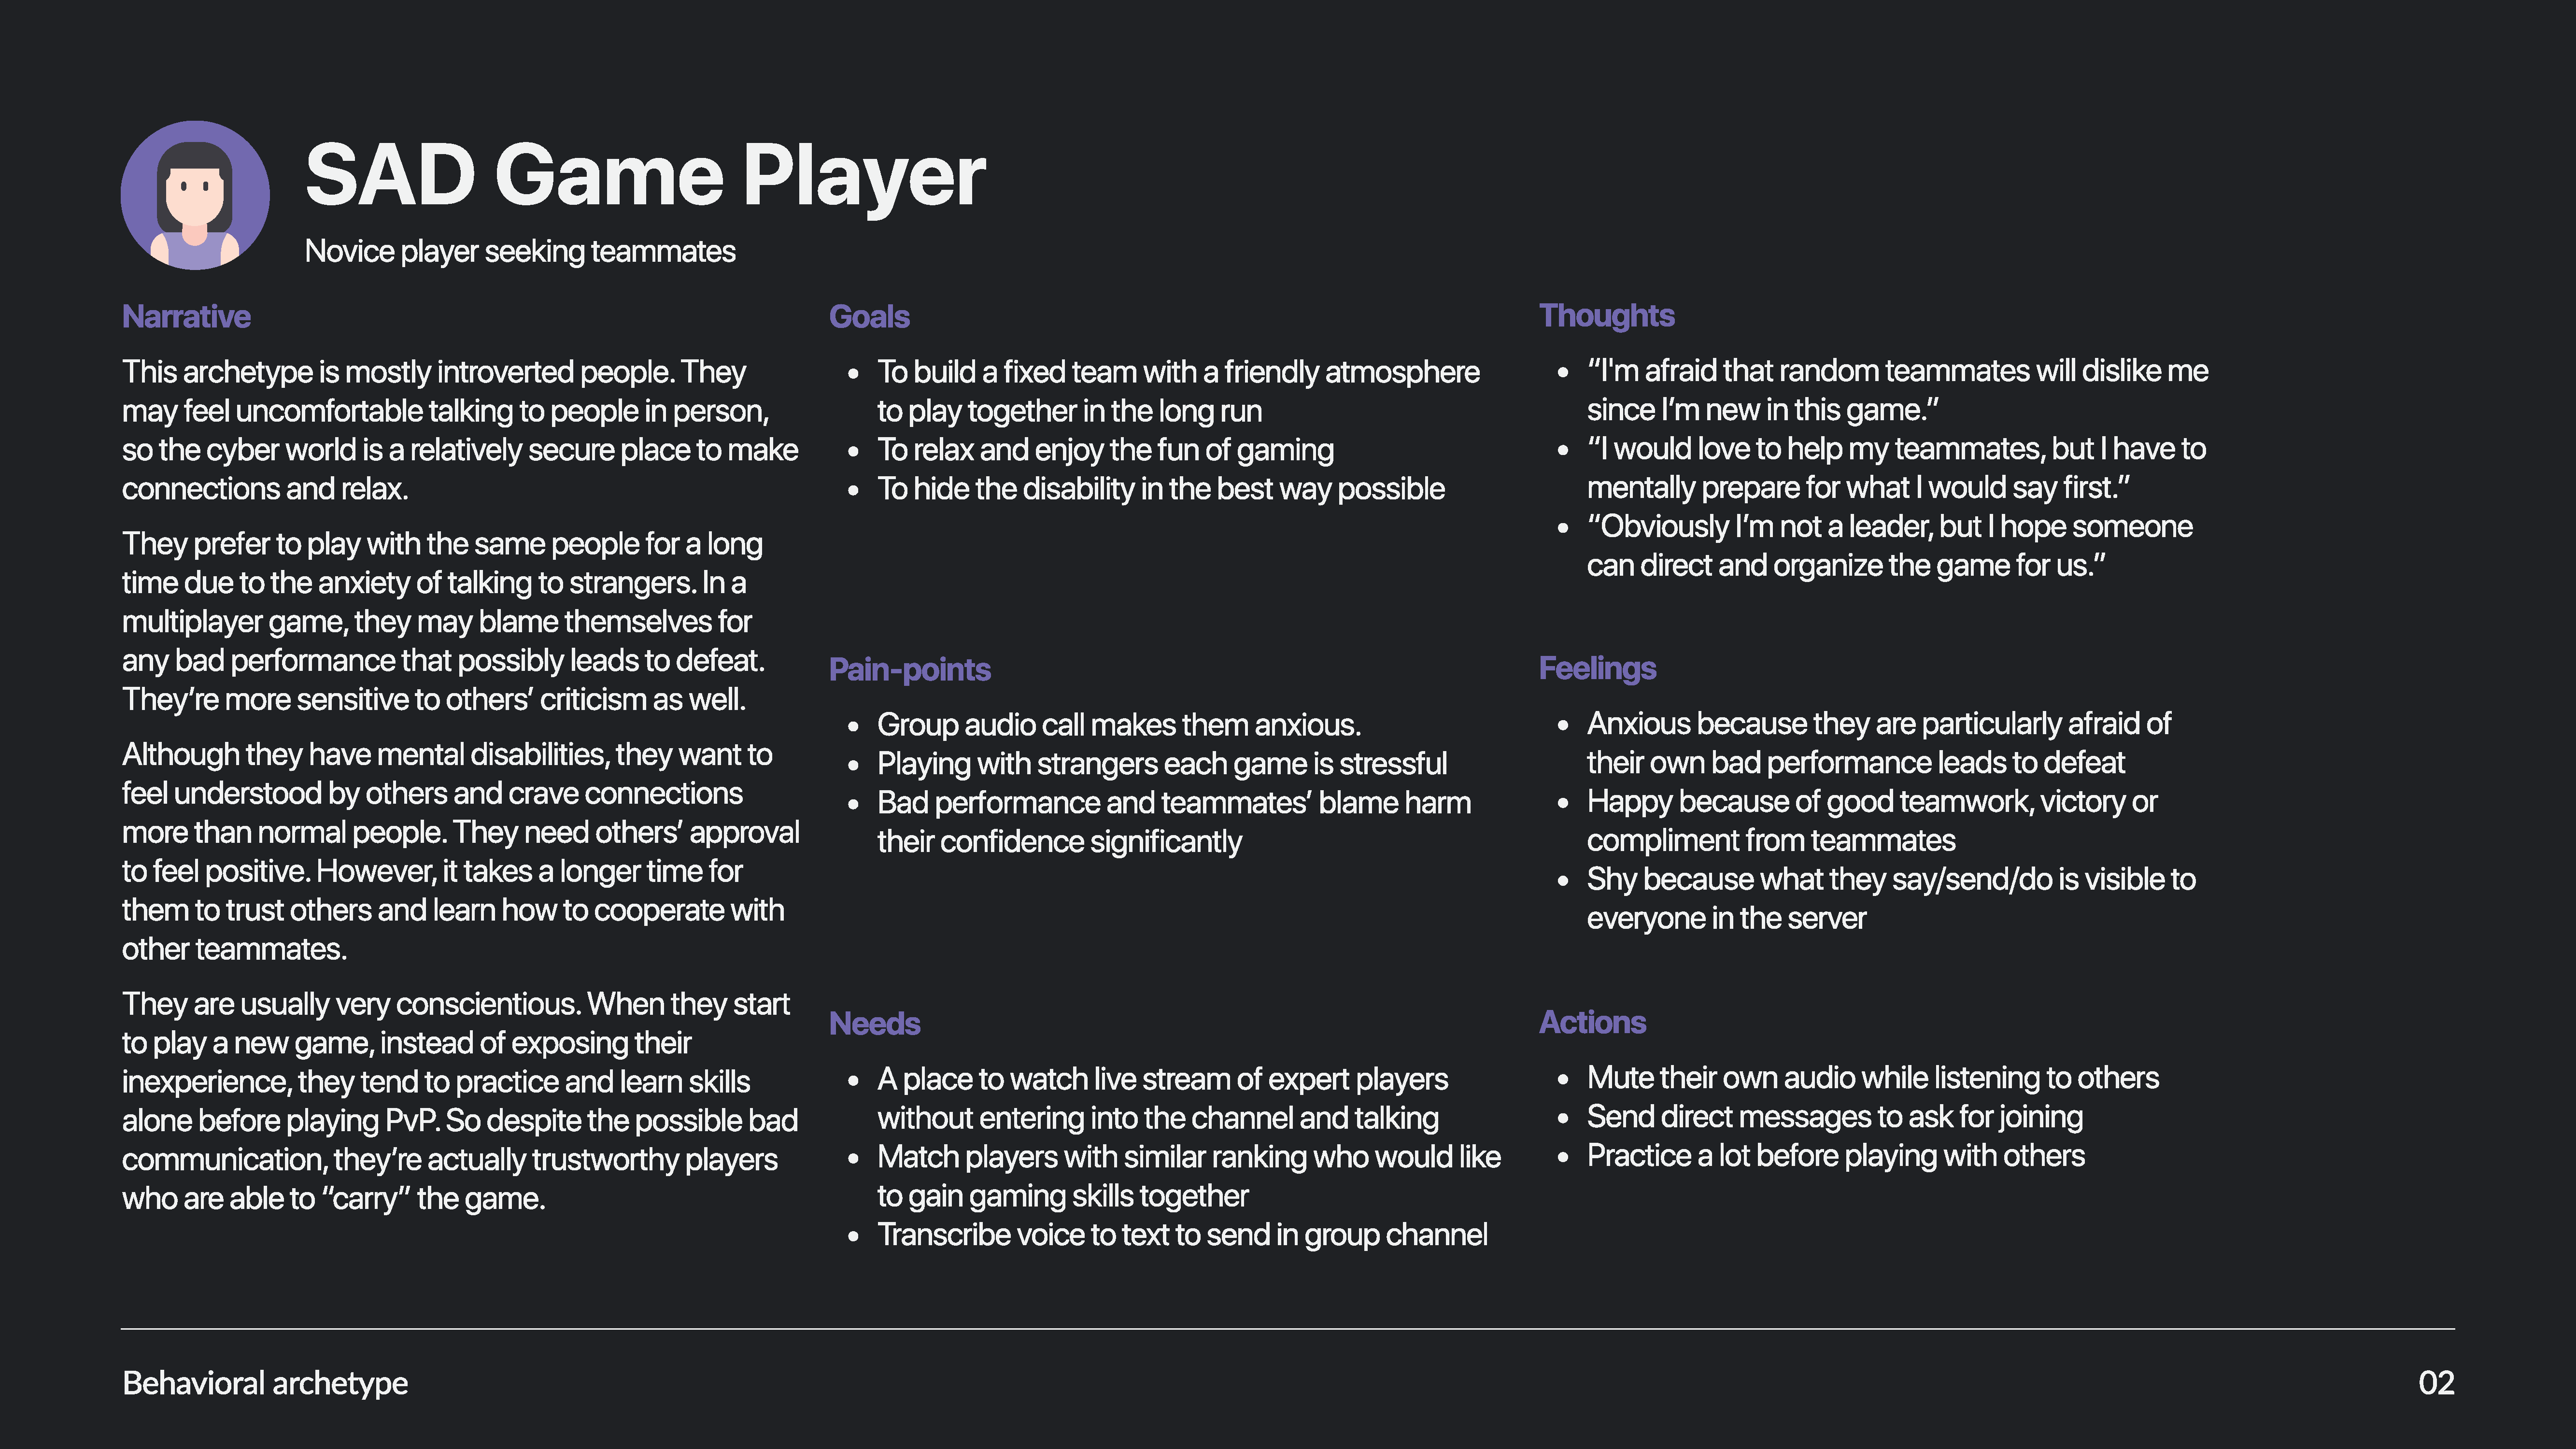 SAD Game Player
Novice player seeking teammates
Narrative
This archetype is mostly introverted people. They
may feel uncomfortable talking to people in person,
so the cyber world is a relatively secure place to make
connections and relax.
They prefer to play with the same people for a long
time due to the anxiety of talking to strangers. In a
multiplayer game, they may blame themselves for
any bad performance that possibly leads to defeat.
They’re more sensitive to others’ criticism as well.
Although they have mental disabilities, they want to
feel understood by others and crave connections
more than normal people. They need others’ approval
to feel positive. However, it takes a longer time for
them to trust others and learn how to cooperate with
other teammates.
They are usually very conscientious. When they start
to play a new game, instead of exposing their
inexperience, they tend to practice and learn skills
alone before playing PvP. So despite the possible bad
communication, they’re actually trustworthy players
who are able to “carry” the game.
Goals
• To build a fixed team with a friendly atmosphere
to play together in the long run
• To relax and enjoy the fun of gaming
• To hide the disability in the best way possible
Pain-points
• Group audio call makes them anxious.
• Playing with strangers each game is stressful
• Bad performance and teammates’ blame harm
their confidence significantly
Needs
• A place to watch live stream of expert players
without entering into the channel and talking
• Match players with similar ranking who would like
to gain gaming skills together
• Transcribe voice to text to send in group channel
Thoughts
• “I'm afraid that random teammates will dislike me
since I’m new in this game.”
• “I would love to help my teammates, but I have to
mentally prepare for what I would say first.”
• “Obviously I’m not a leader, but I hope someone
can direct and organize the game for us.”
Feelings
• Anxious because they are particularly afraid of
their own bad performance leads to defeat
• Happy because of good teamwork, victory or
compliment from teammates
• Shy because what they say/send/do is visible to
everyone in the server
Actions
• Mute their own audio while listening to others
• Send direct messages to ask for joining
• Practice a lot before playing with others
Behavioral archetype
02